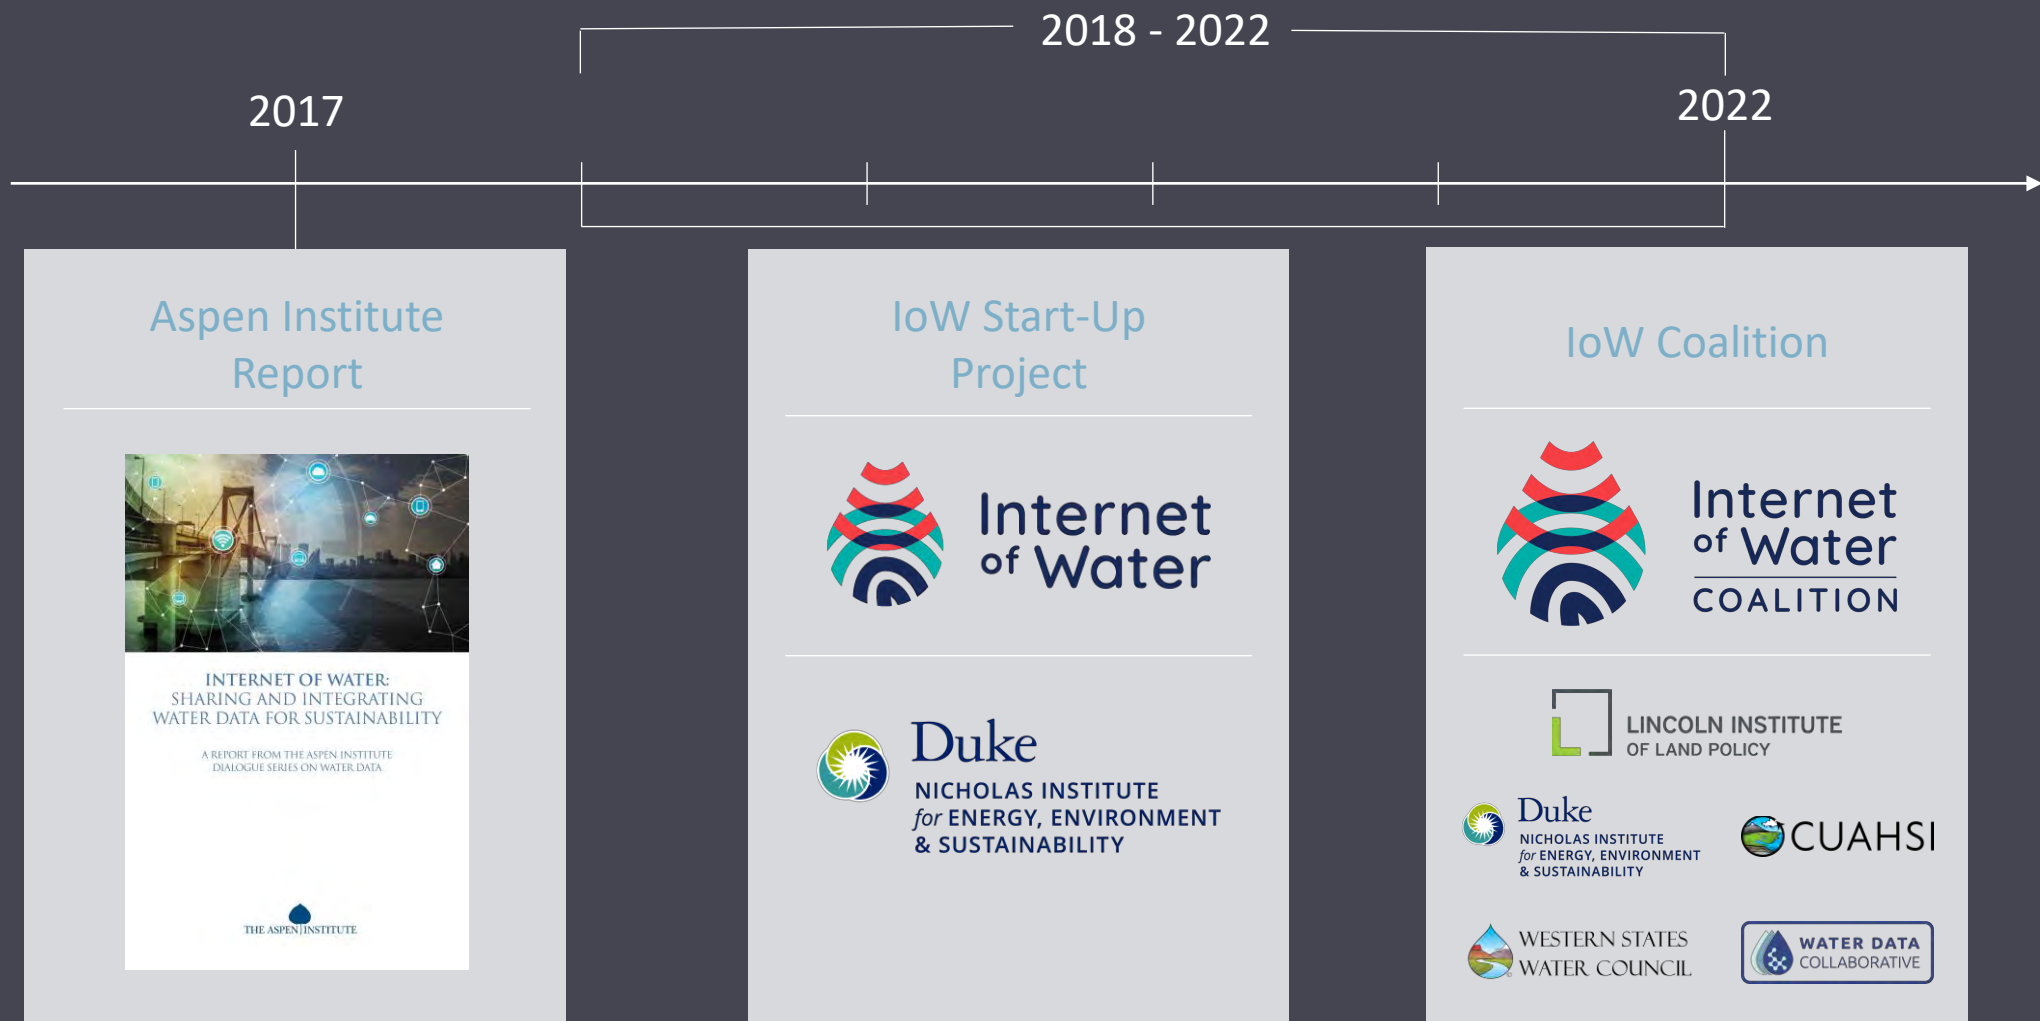 2018 - 2022
2017
2022
Aspen Institute
Report
INTERNET OF WATER:
SHARING AND INTEGRATING
WATER DATA FOR SUSTAINABILITY
A REPORT FROM THE ASPEN INSTITUTE
DIALOGUE SERIES ON WATER DATA
THE ASPEN INSTITUTE
IoW Start-Up
Project
Internet
of Water
Duke
NICHOLAS INSTITUTE
for ENERGY, ENVIRONMENT
& SUSTAINABILITY
IoW Coalition
Internet
of Water
COALITION
LINCOLN INSTITUTE
OF LAND POLICY
Duke
NICHOLAS INSTITUTE
for ENERGY, ENVIRONMENT
& SUSTAINABILITY
CUAHSI
WESTERN STATES
WATER COUNCIL
WATER DATA
COLLABORATIVE